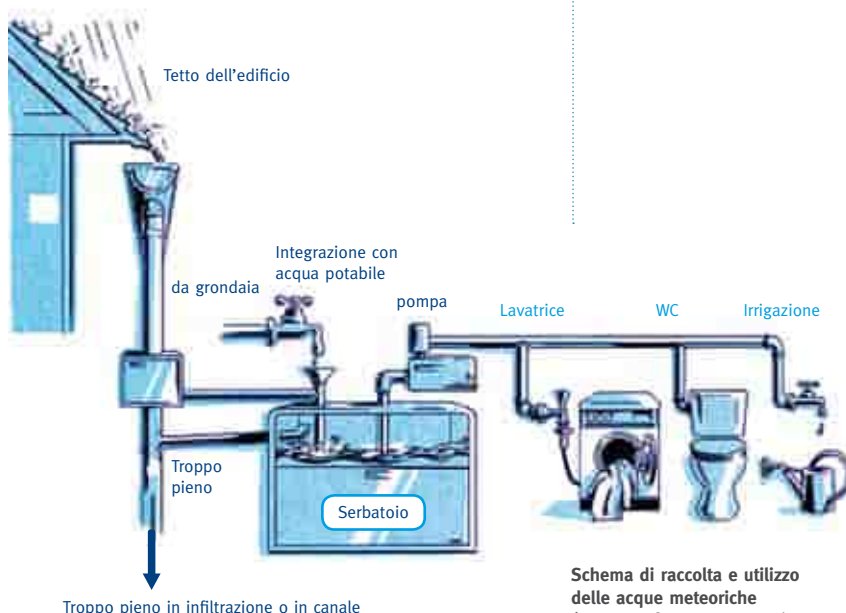 Tetto dell'edificio
Integrazione con
acqua potabile
da grondaia
pompa
Lavatrice
WC
Irrigazione
Troppo
pieno
Serbatoio
Troppo pieno in infiltrazione o in canale
Schema di raccolta e utilizzo
delle acque meteoriche